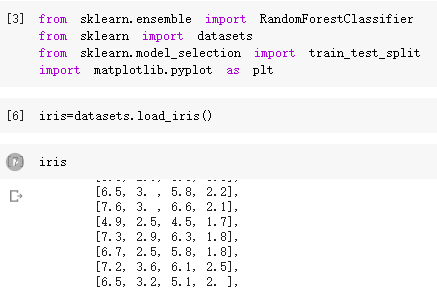 [3] from sklearn.ensemble import RandomForestClassifier
from sklearn import datasets
from sklearn.model_selection import train_test_split
import matplotlib.pyplot as plt
[6] iris=datasets.load_iris()
iris
[6.5, 3. , 5.8, 2.2],
[7.6, 3. , 6.6, 2.1],
[4.9, 2.5, 4.5, 1.7],
[7.3, 2.9, 6.3, 1.8],
[6.7, 2.5, 5.8, 1.8],
[7.2, 3.6, 6.1, 2.5],
[6.5, 3.2, 5.1, 2. ],